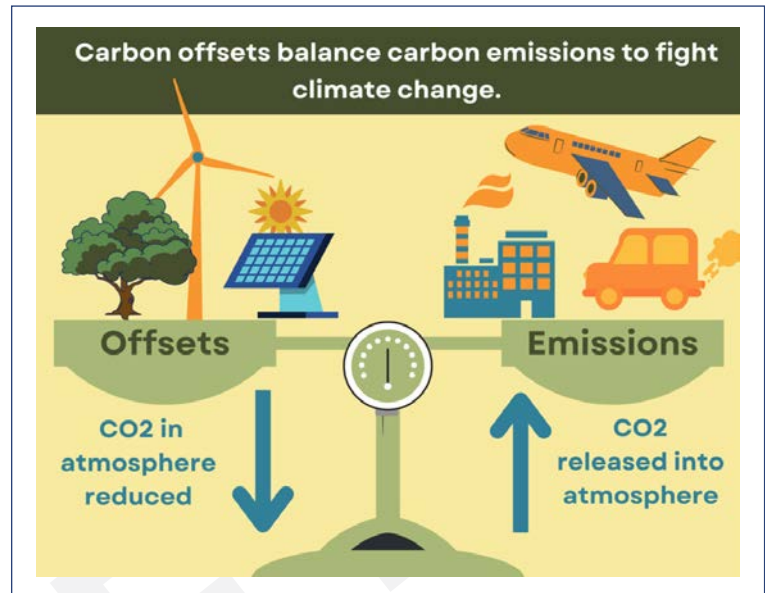 Carbon offsets balance carbon emissions to fight
climate change.
Offsets
Emissions
CO2 in
atmosphere
reduced
CO2
released into
atmosphere